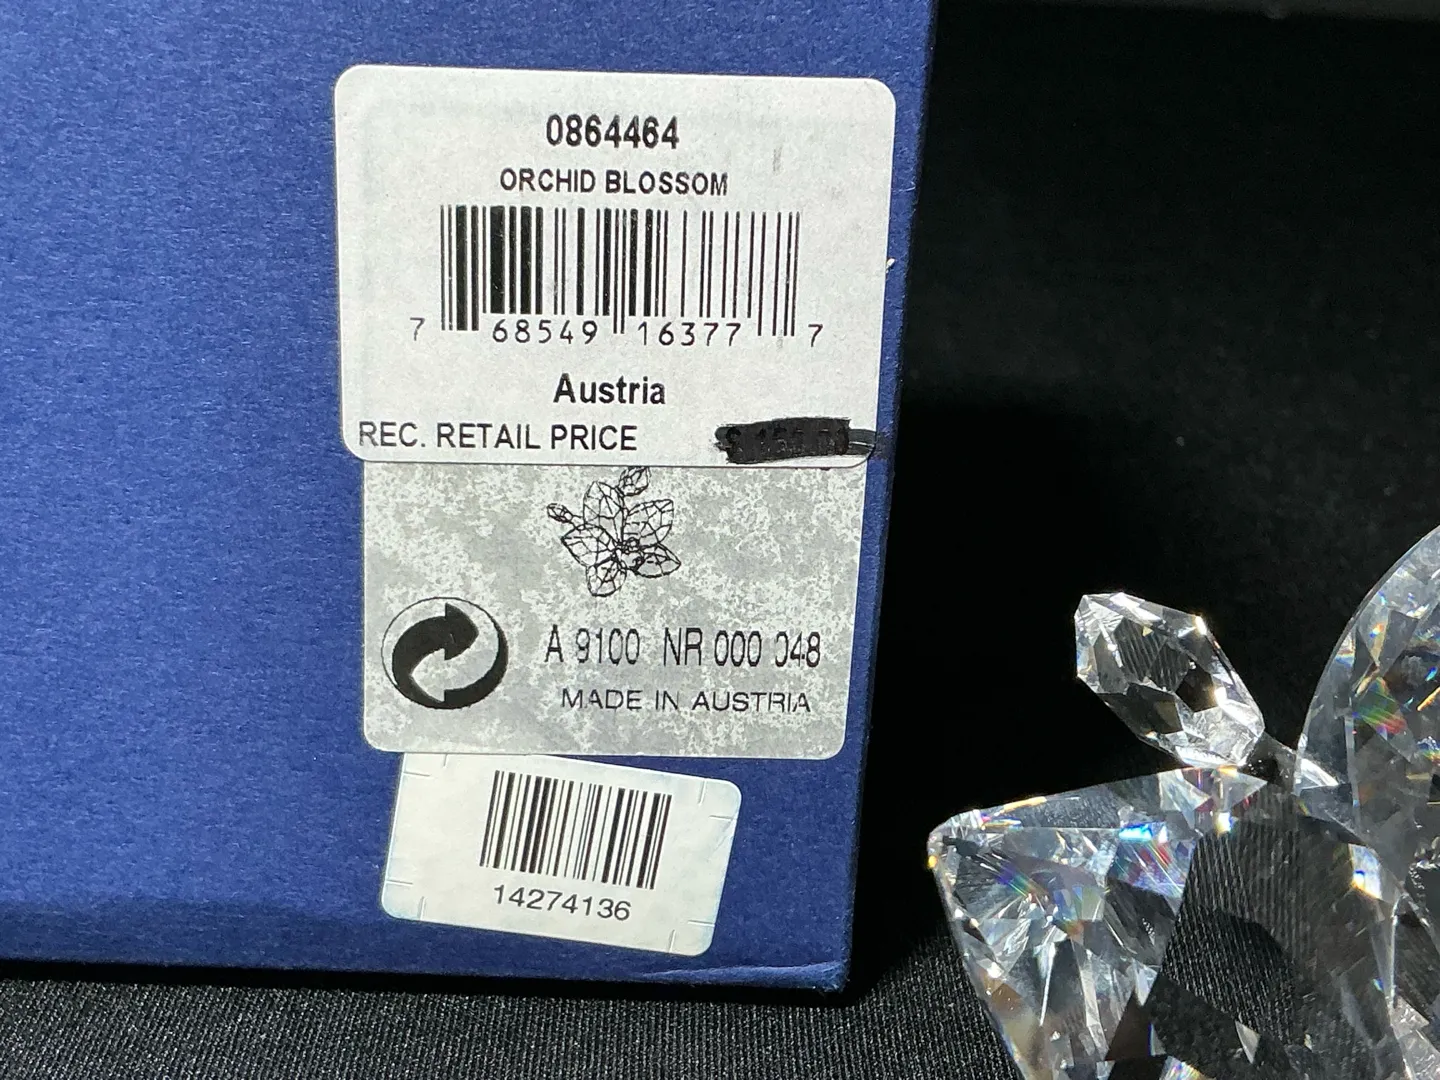 0864464
ORCHID BLOSSOM
7 68549 16377 7
Austria
REC. RETAIL PRICE
A 9100 NR 000 048
MADE IN AUSTRIA
14274136